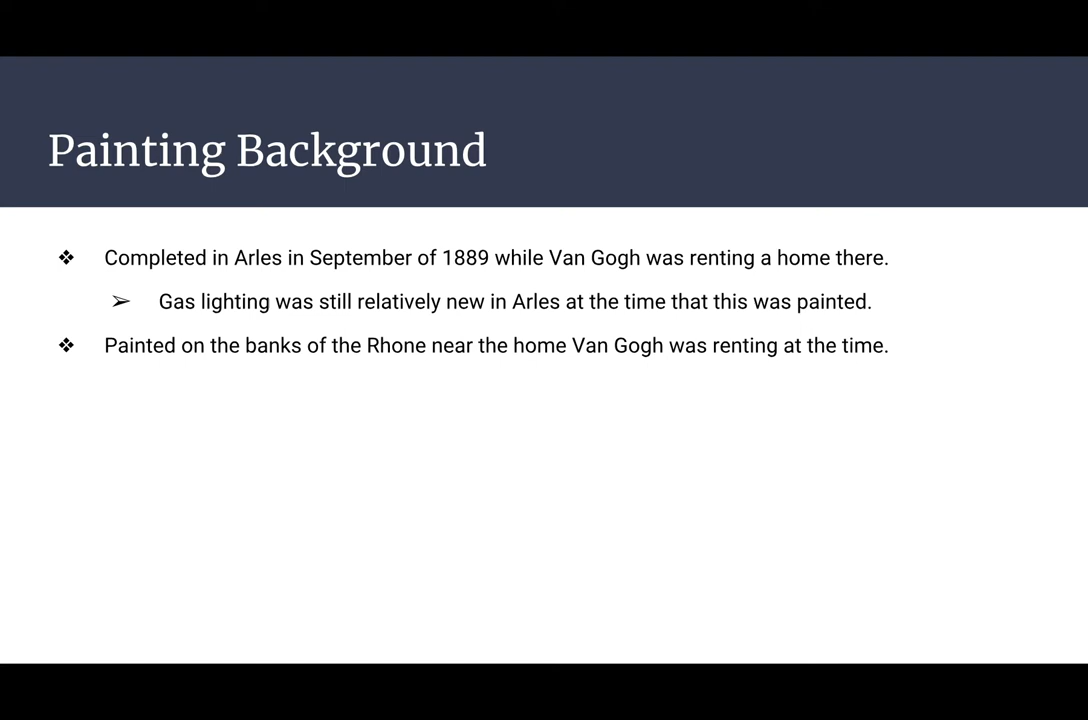 Painting Background
❖ Completed in Arles in September of 1889 while Van Gogh was renting a home there.
➢ Gas lighting was still relatively new in Arles at the time that this was painted.
❖ Painted on the banks of the Rhone near the home Van Gogh was renting at the time.